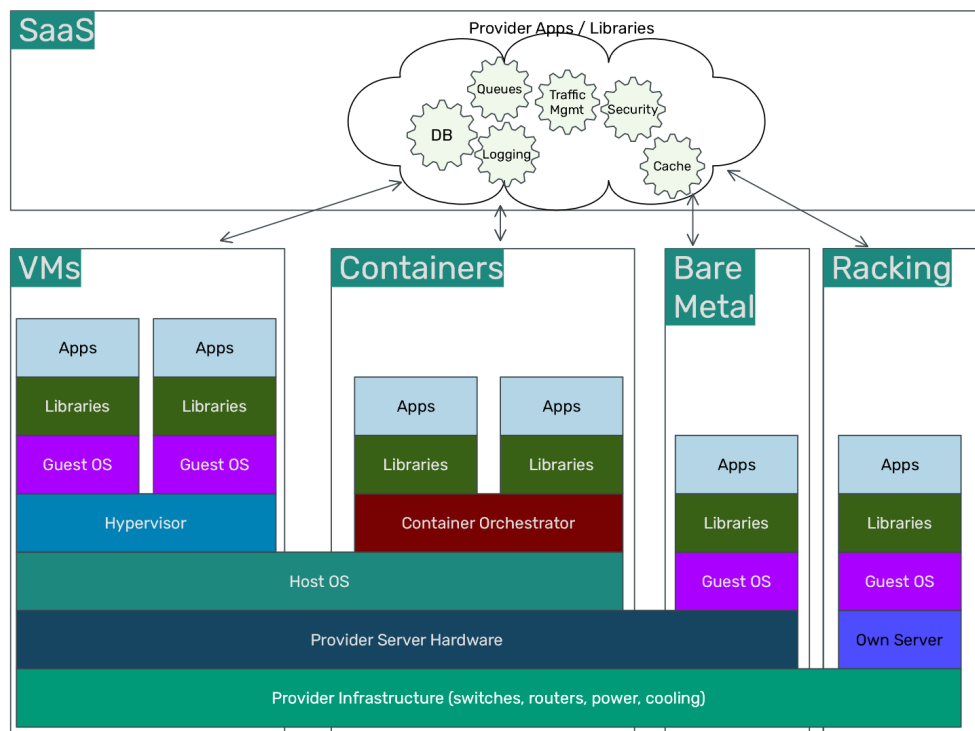 SaaS
Provider Apps / Libraries
Queues
Traffic
Mgmt
Security
DB
Logging
Cache
VMs
Containers
Bare
Metal
Racking
Apps
Apps
Libraries
Libraries
Guest OS
Guest OS
Hypervisor
Apps
Apps
Libraries
Libraries
Container Orchestrator
Host OS
Apps
Libraries
Guest OS
Provider Server Hardware
Apps
Libraries
Guest OS
Own Server
Provider Infrastructure (switches, routers, power, cooling)